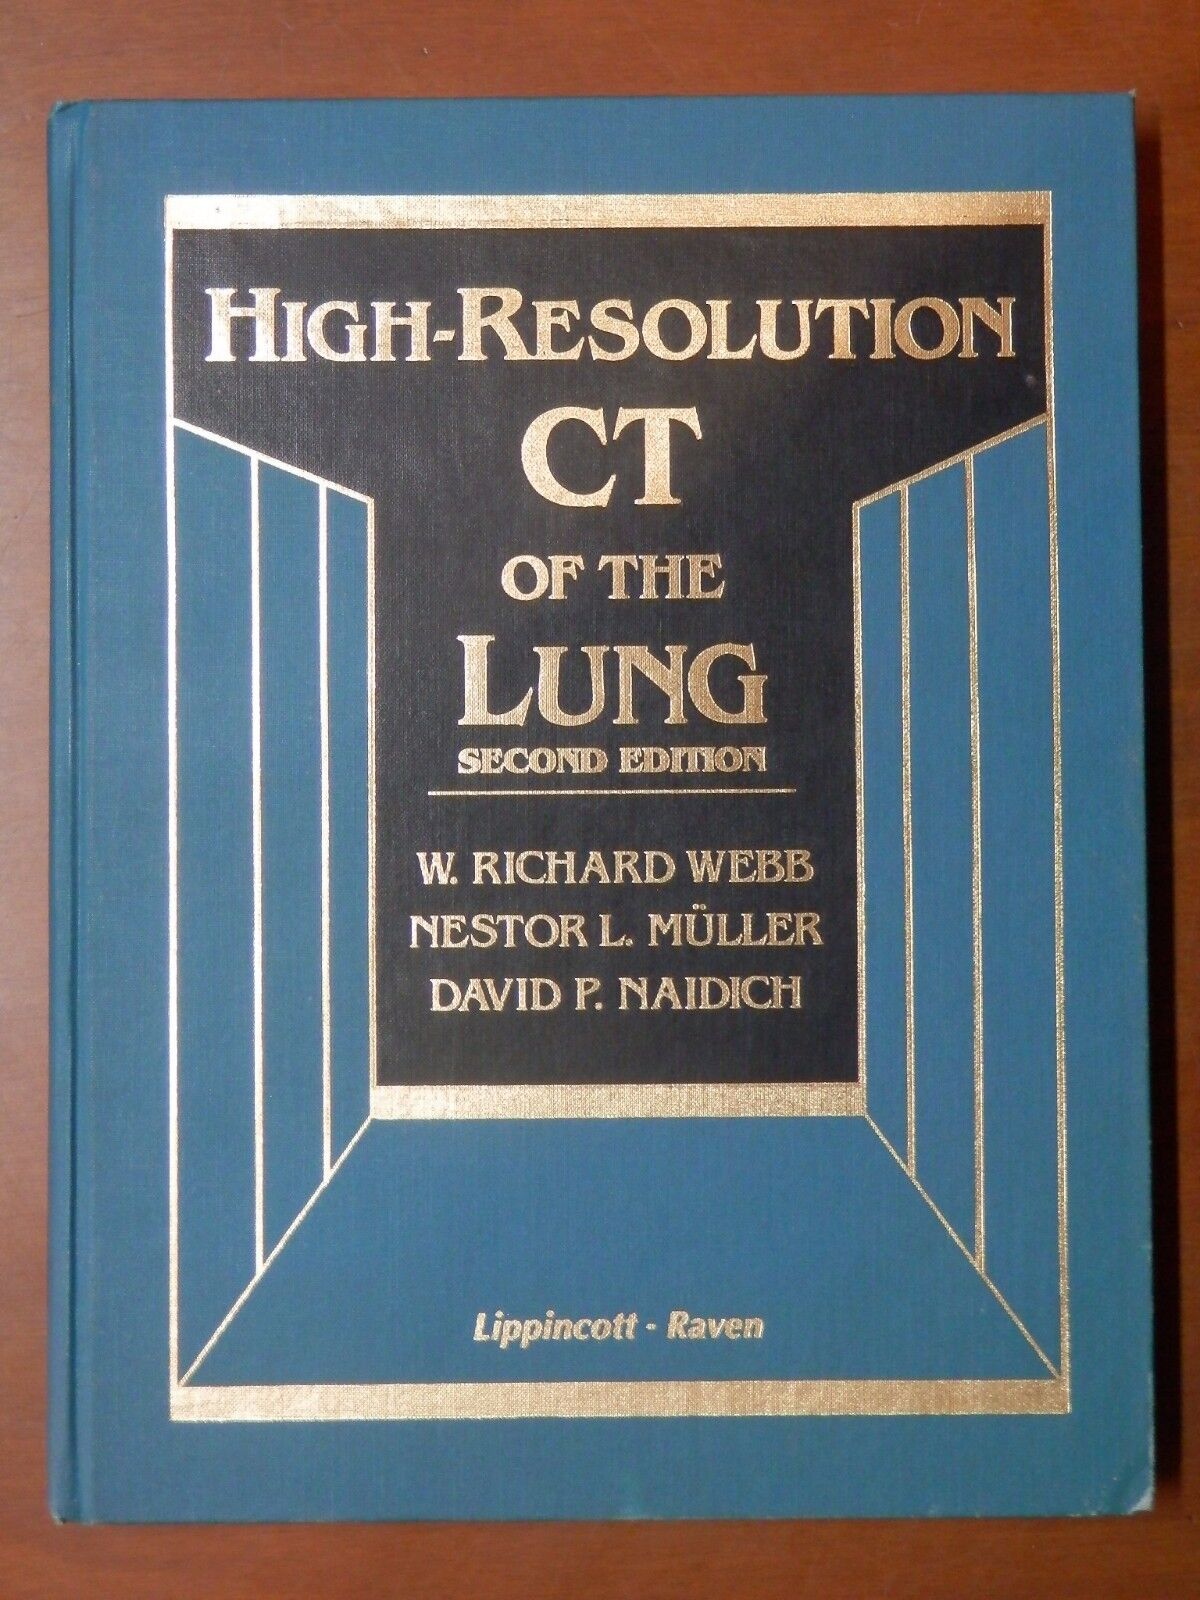 HIGH-RESOLUTION
CT
OF THE
LUNG
SECOND EDITION
W. RICHARD WEBB
NESTOR L. MÜLLER
DAVID P. NAIDICH
Lippincott - Raven